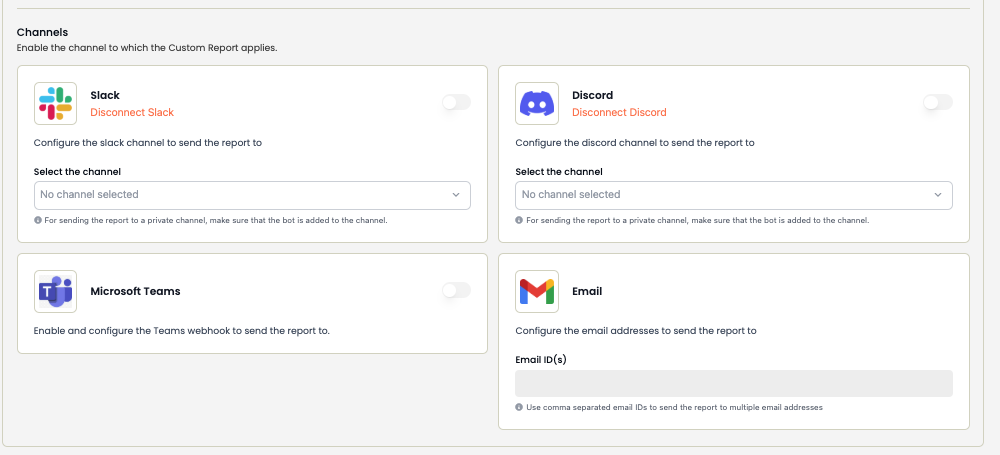 Channels
Enable the channel to which the Custom Report applies.
Slack
Disconnect Slack
Configure the slack channel to send the report to
Select the channel
No channel selected
For sending the report to a private channel, make sure that the bot is added to the channel.
Discord
Disconnect Discord
Configure the discord channel to send the report to
Select the channel
No channel selected
For sending the report to a private channel, make sure that the bot is added to the channel.
T
Microsoft Teams
Enable and configure the Teams webhook to send the report to.
Email
Configure the email addresses to send the report to
Email ID(s)
Use comma separated email IDs to send the report to multiple email addresses